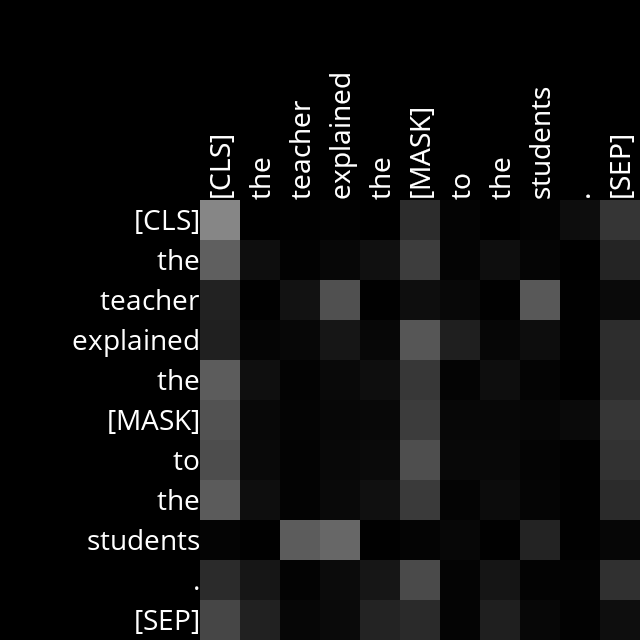 [CLS] the teacher explained the [MASK] to the students . [SEP]
[CLS]
the
teacher
explained
the
[MASK]
to
the
students
.
[SEP]